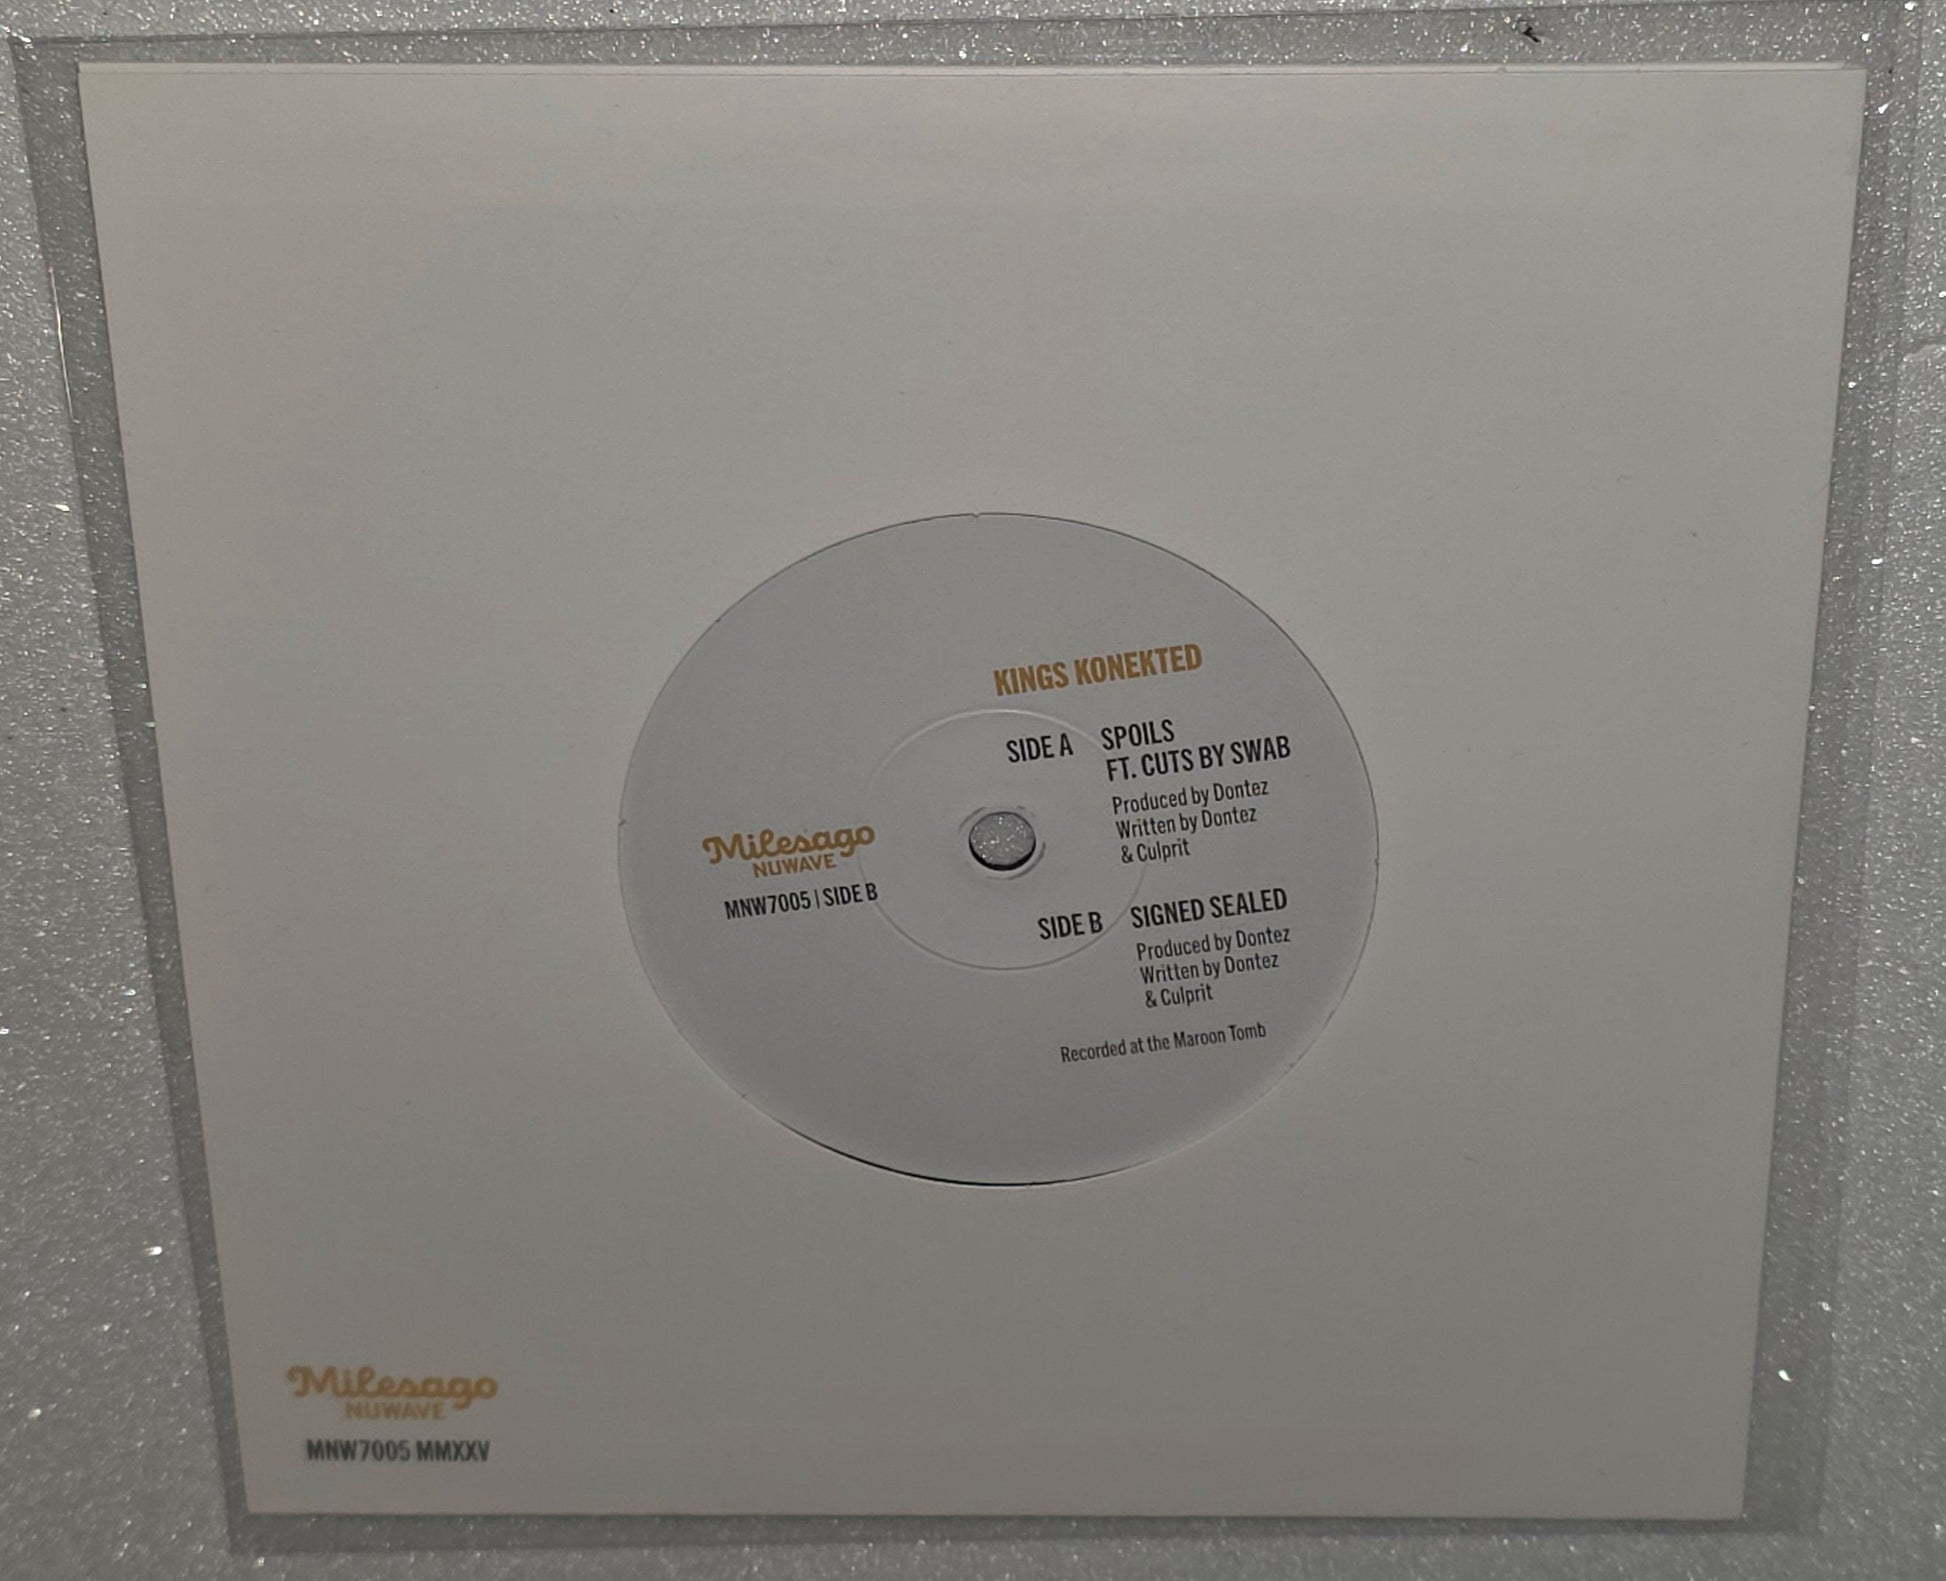 KINGS KONEKTED
SIDE A SPOILS
FT. CUTS BY SWAB
Produced by Dontez
Written by Dontez
& Culprit
Milesago
NUWAVE
MNW7005 | SIDE B
SIDE B SIGNED SEALED
Produced by Dontez
Written by Dontez
& Culprit
Recorded at the Maroon Tomb
Milesago
NUWAVE
MNW7005 MMXXV